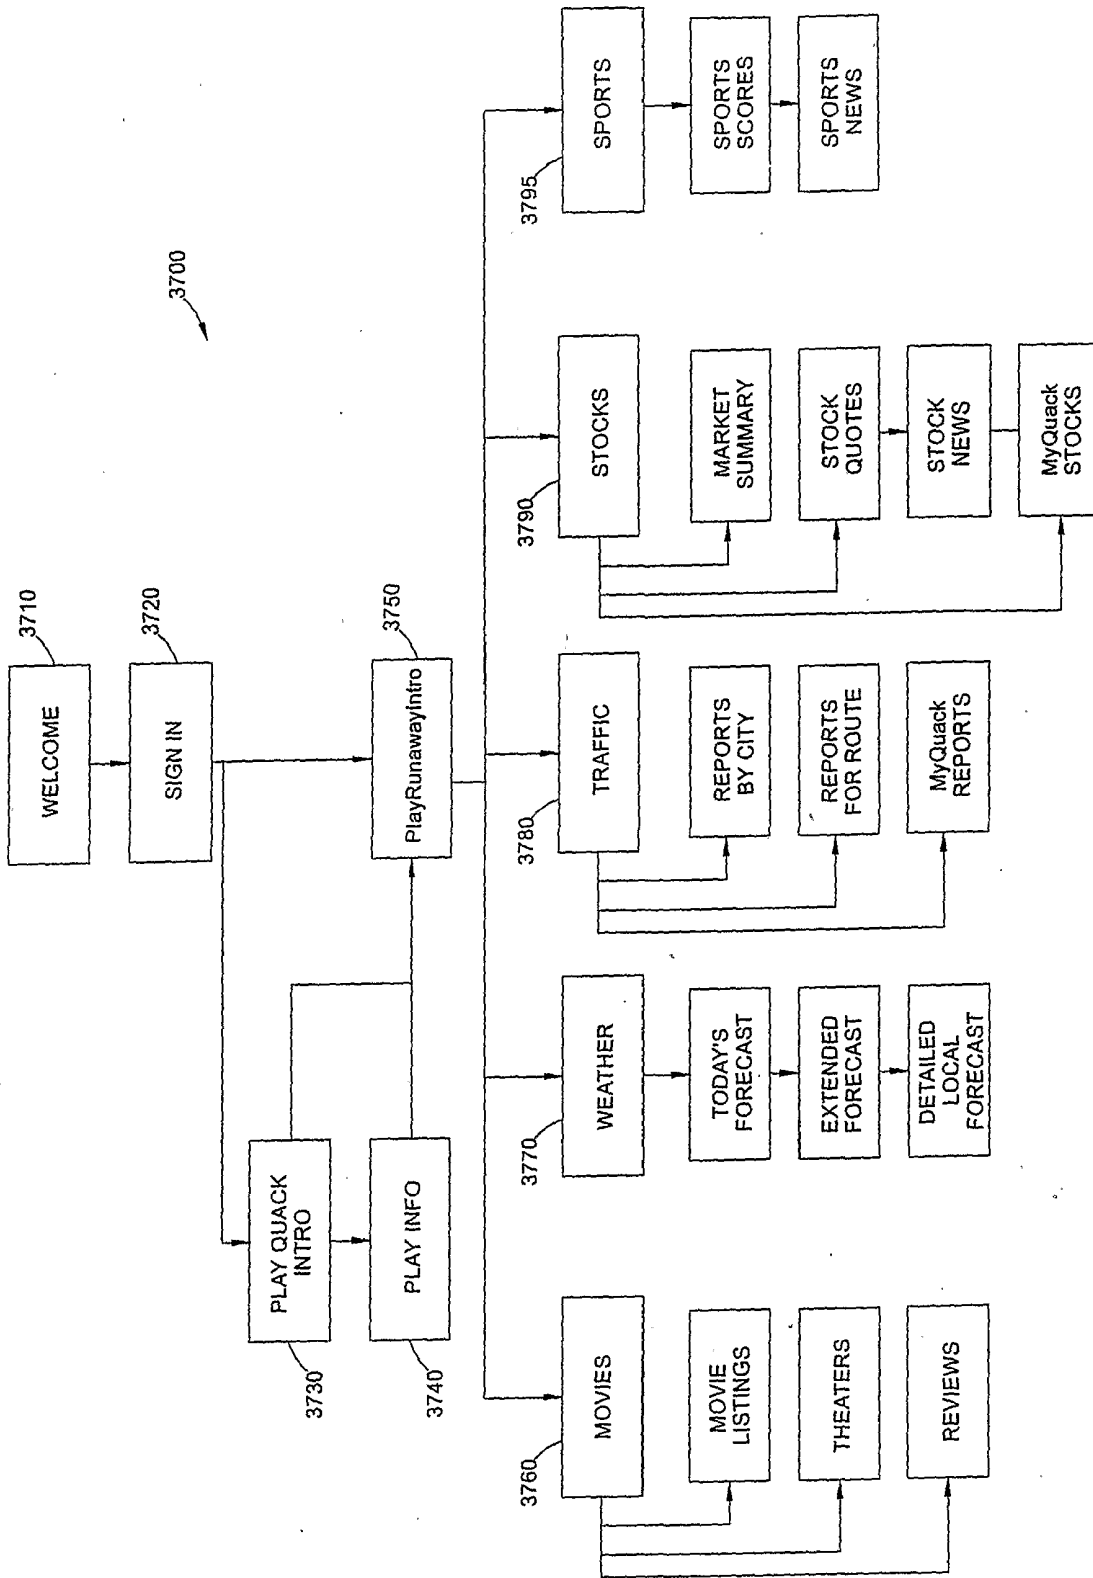 3700
WELCOME
3710
SIGN IN
3720
PLAY QUACK
INTRO
3730
PLAY INFO
3740
PlayRunawayIntro
3750
3760
MOVIES
MOVIE
LISTINGS
THEATERS
REVIEWS
3770
WEATHER
TODAY'S
FORECAST
EXTENDED
FORECAST
DETAILED
LOCAL
FORECAST
3780
TRAFFIC
REPORTS
BY CITY
REPORTS
FOR ROUTE
MyQuack
REPORTS
3790
STOCKS
MARKET
SUMMARY
STOCK
QUOTES
STOCK
NEWS
MyQuack
STOCKS
3795
SPORTS
SPORTS
SCORES
SPORTS
NEWS